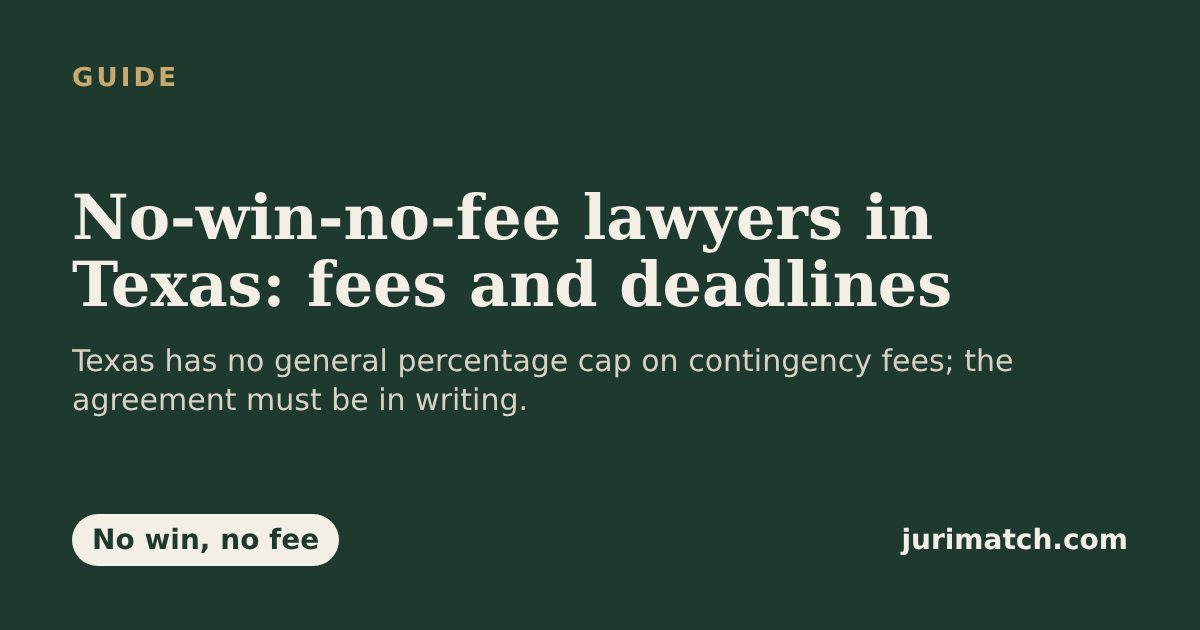 GUIDE
No-win-no-fee lawyers in
Texas: fees and deadlines
Texas has no general percentage cap on contingency fees; the
agreement must be in writing.
No win, no fee
jurimatch.com